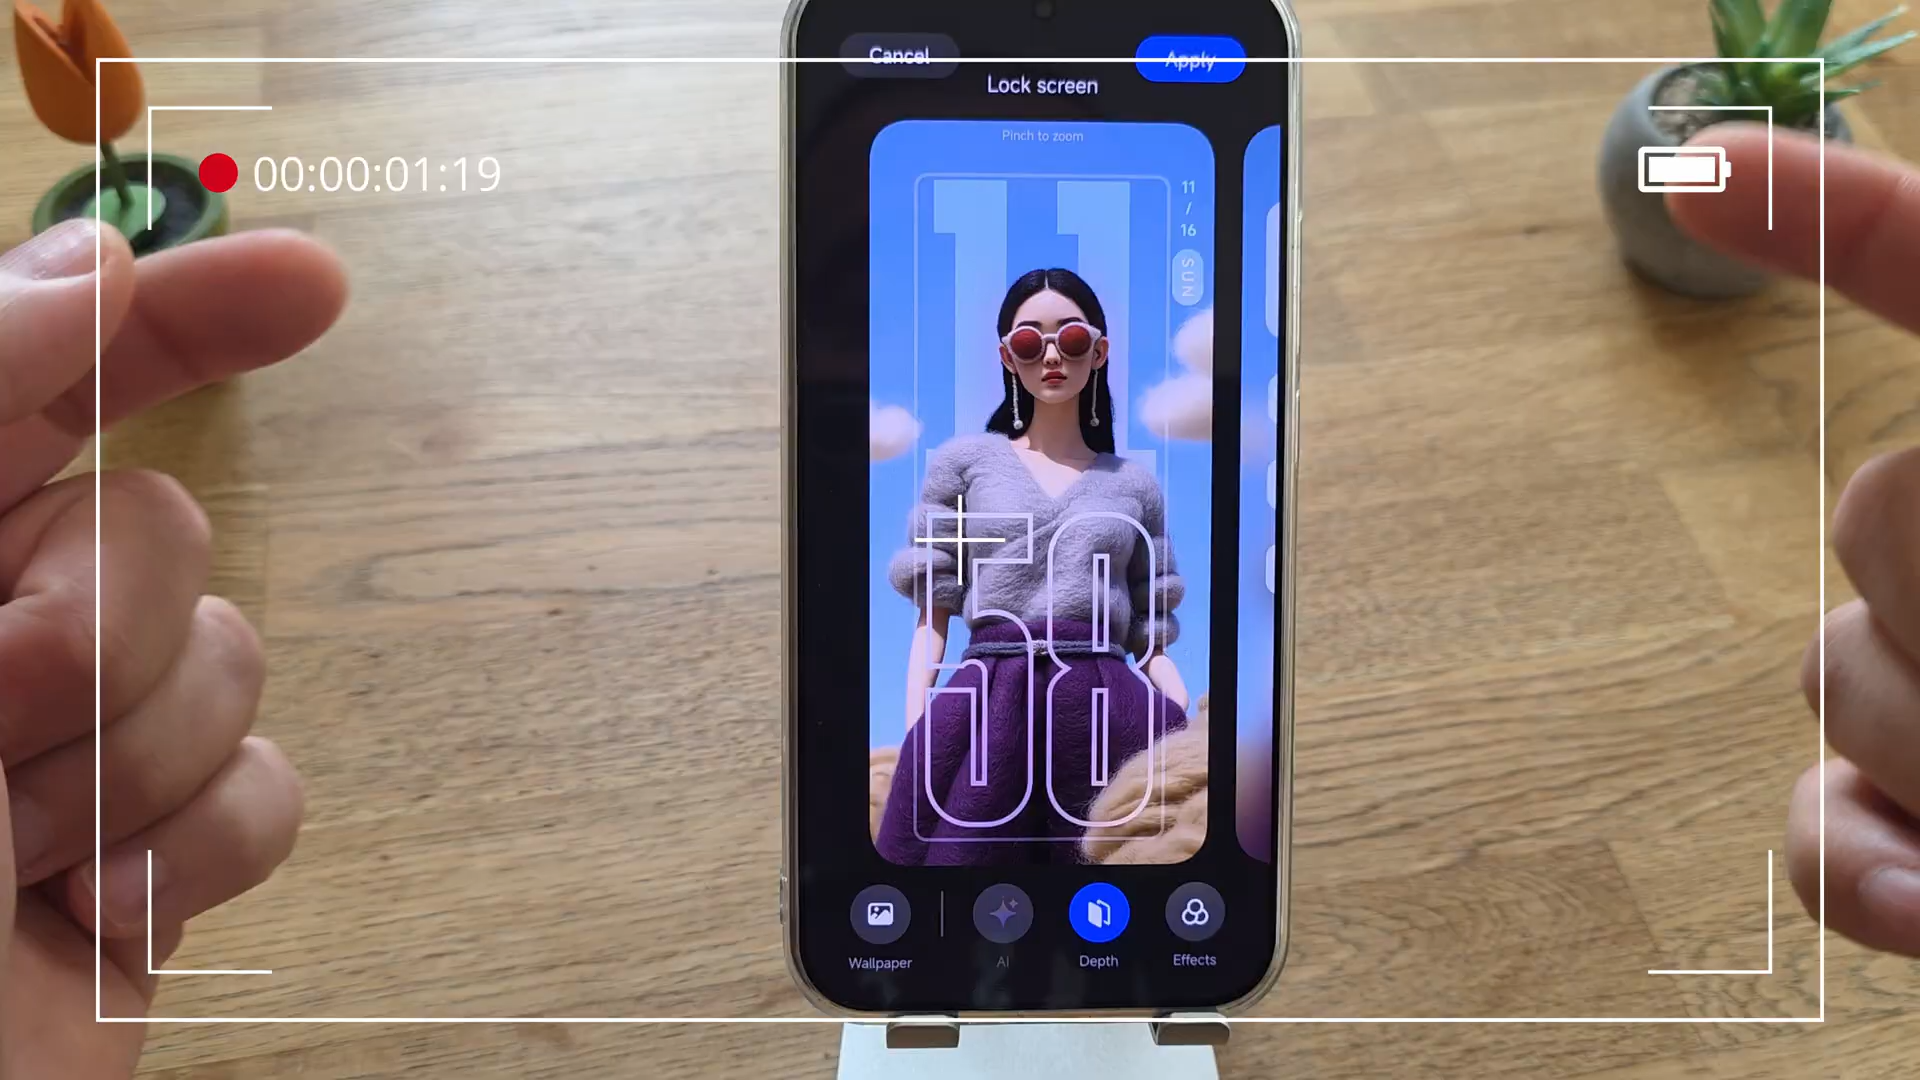 Cancel
Apply
Lock screen
Pinch to zoom
00:00:01:19
11
11
/
16
SUN
58
Wallpaper
AI
Depth
Effects